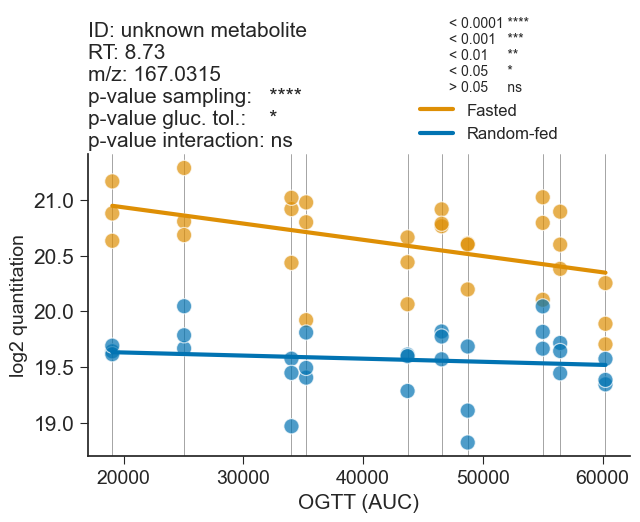 ID: unknown metabolite
RT: 8.73
m/z: 167.0315
p-value sampling: ****
p-value gluc. tol.: *
p-value interaction: ns
< 0.0001 ****
< 0.001 ***
< 0.01 **
< 0.05 *
> 0.05 ns
Fasted
Random-fed
log2 quantitation
21.0
20.5
20.0
19.5
19.0
20000 30000 40000 50000 60000
OGTT (AUC)